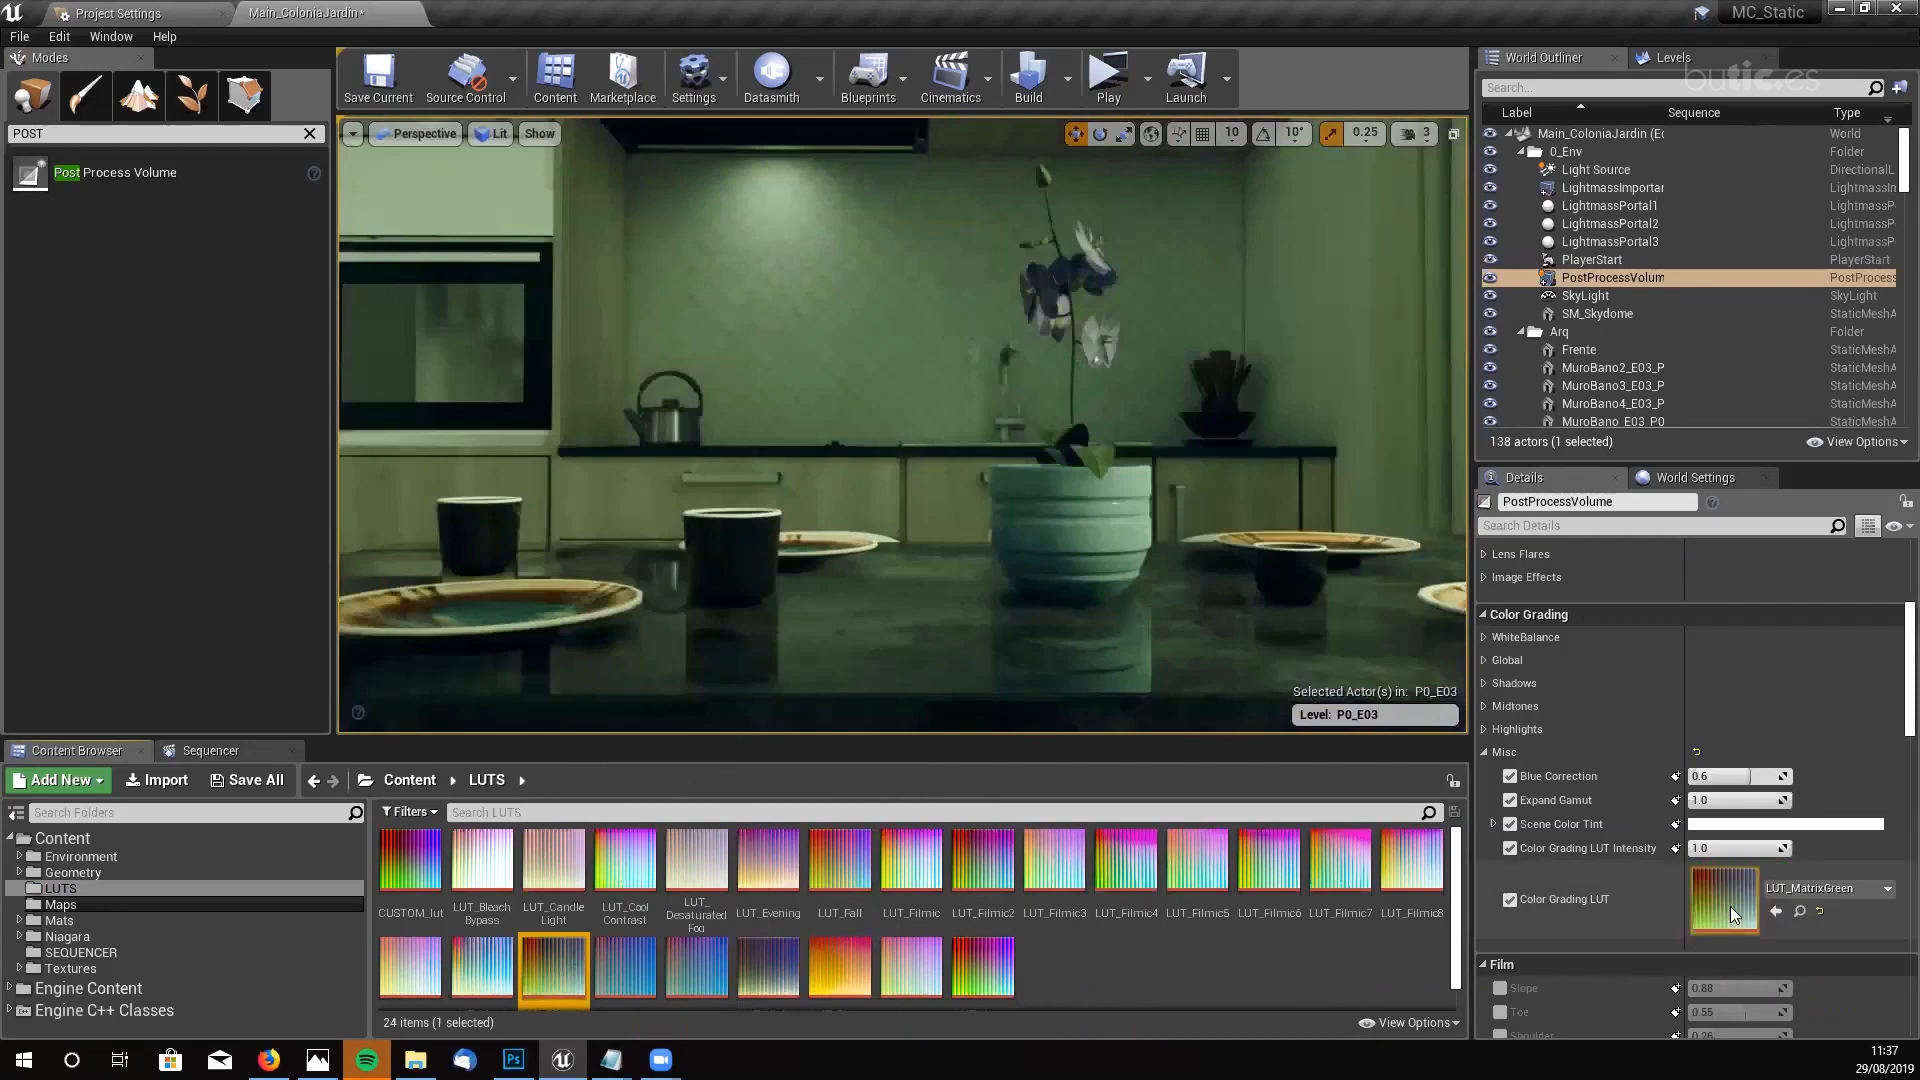 Project Settings
Main_ColoniaJardin*
MC_Static
File Edit Window Help
Modes
POST
Post Process Volume
Save Current
Source Control
Content
Marketplace
Settings
Datasmith
Blueprints
Cinematics
Build
Play
Launch
Perspective
Lit
Show
10
10°
0.25
3
Selected Actor(s) in: P0_E03
Level: P0_E03
World Outliner
Levels
butic.es
Search...
Label Sequence Type
Main_ColoniaJardin (Ec World
0_Env Folder
Light Source DirectionalL
LightmassImportar LightmassIn
LightmassPortal1 LightmassP
LightmassPortal2 LightmassP
LightmassPortal3 LightmassP
PlayerStart PlayerStart
PostProcessVolum PostProcess
SkyLight SkyLight
SM_Skydome StaticMeshA
Arq Folder
Frente StaticMeshA
MuroBano2_E03_P StaticMeshA
MuroBano3_E03_P StaticMeshA
MuroBano4_E03_P StaticMeshA
MuroBano_E03_P0 StaticMeshA
138 actors (1 selected)
View Options
Details
World Settings
PostProcessVolume
Search Details
Lens Flares
Image Effects
Color Grading
WhiteBalance
Global
Shadows
Midtones
Highlights
Misc
Blue Correction 0.6
Expand Gamut 1.0
Scene Color Tint
Color Grading LUT Intensity 1.0
Color Grading LUT
LUT_MatrixGreen
Film
Slope 0.88
Toe 0.55
Shoulder 0.26
Content Browser
Sequencer
Add New
Import
Save All
Content
LUTS
Search Folders
Filters
Search LUTS
Content
Environment
Geometry
LUTS
Maps
Mats
Niagara
SEQUENCER
Textures
Engine Content
Engine C++ Classes
CUSTOM_lut
LUT_Bleach
Bypass
LUT_Candle
Light
LUT_Cool
Contrast
LUT_
Desaturated
Fog
LUT_Evening
LUT_Fall
LUT_Filmic
LUT_Filmic2
LUT_Filmic3
LUT_Filmic4
LUT_Filmic5
LUT_Filmic6
LUT_Filmic7
LUT_Filmic8
24 items (1 selected)
View Options
Ps
11:37
29/08/2019